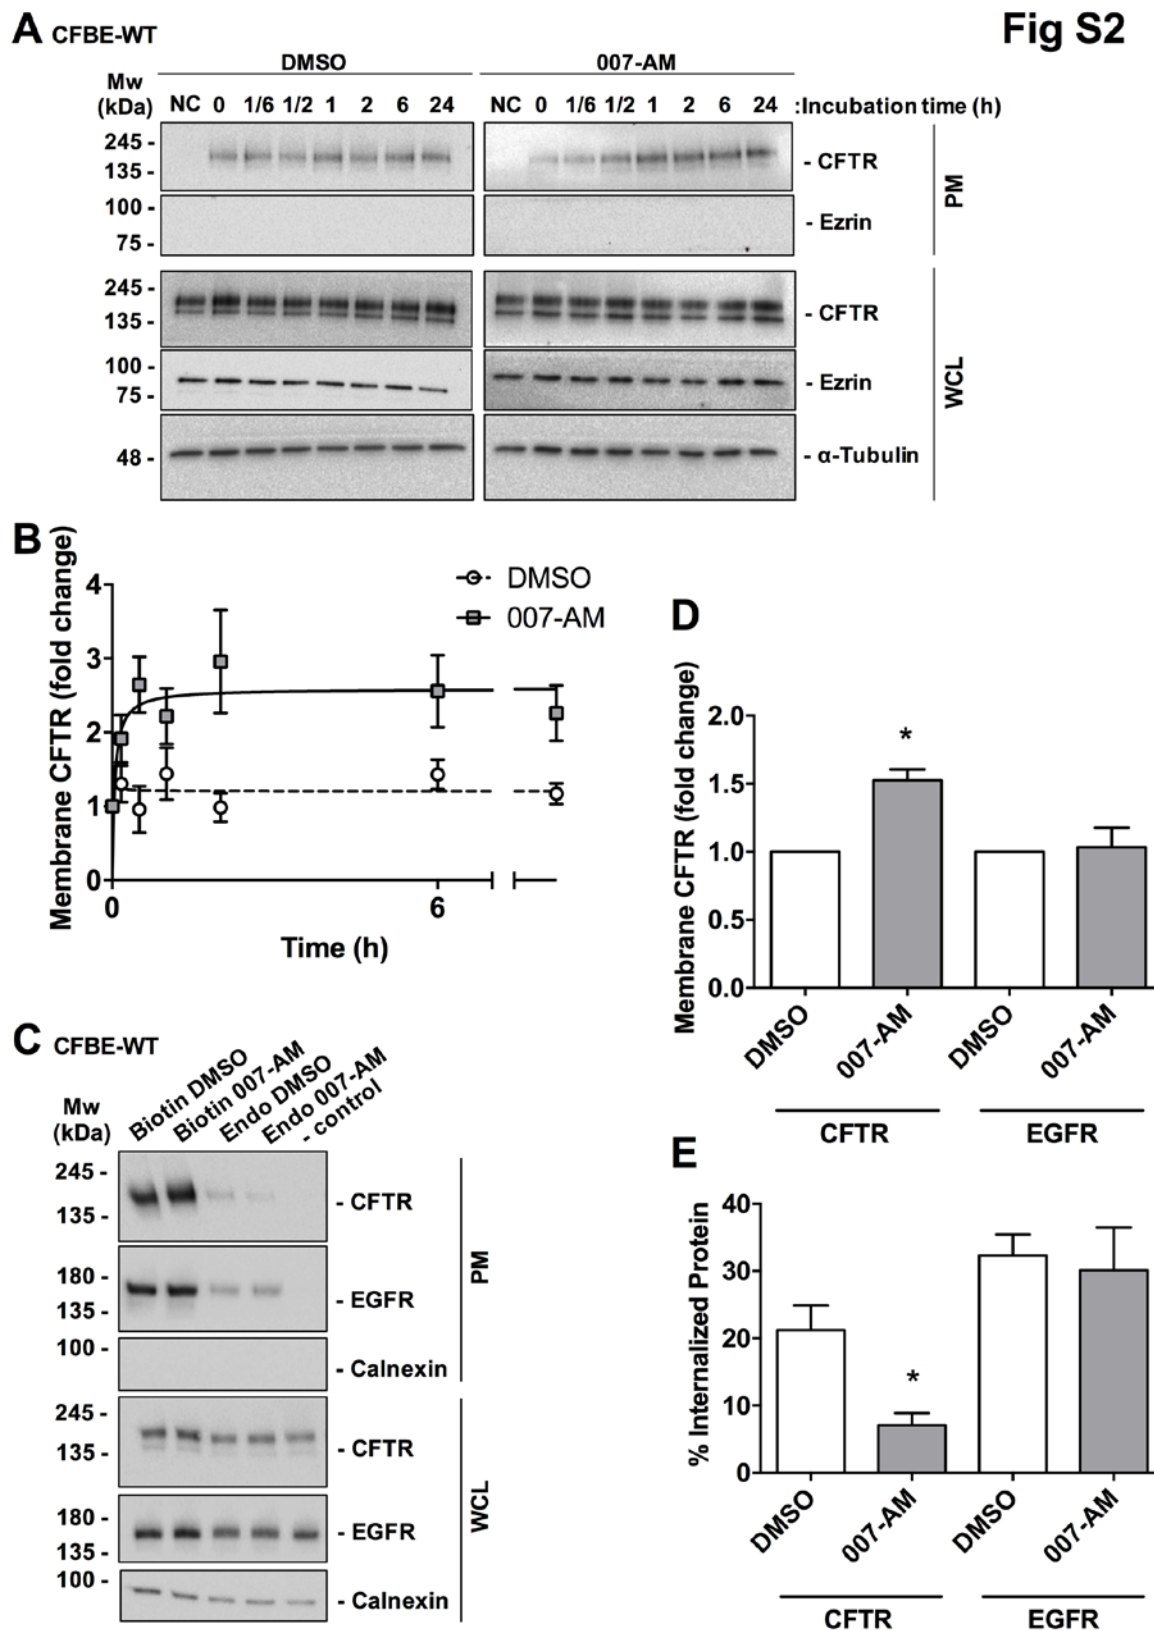 A CFBE-WT
Fig S2
DMSO
007-AM
Mw
(kDa)
NC 0 1/6 1/2 1 2 6 24
NC 0 1/6 1/2 1 2 6 24 :Incubation time (h)
245 -
135 -
- CFTR
100 -
75 -
- Ezrin
PM
245 -
135 -
- CFTR
100 -
75 -
- Ezrin
48 -
- α-Tubulin
WCL
B
Membrane CFTR (fold change)
4
3
2
1
0
0
6
Time (h)
DMSO
007-AM
C CFBE-WT
Mw
(kDa)
Biotin DMSO
Biotin 007-AM
Endo DMSO
Endo 007-AM
- control
245 -
135 -
- CFTR
180 -
135 -
- EGFR
100 -
- Calnexin
PM
245 -
135 -
- CFTR
180 -
135 -
- EGFR
100 -
- Calnexin
WCL
D
Membrane CFTR (fold change)
2.0
1.5
1.0
0.5
0.0
*
DMSO
007-AM
DMSO
007-AM
CFTR
EGFR
E
% Internalized Protein
40
30
20
10
0
*
DMSO
007-AM
DMSO
007-AM
CFTR
EGFR